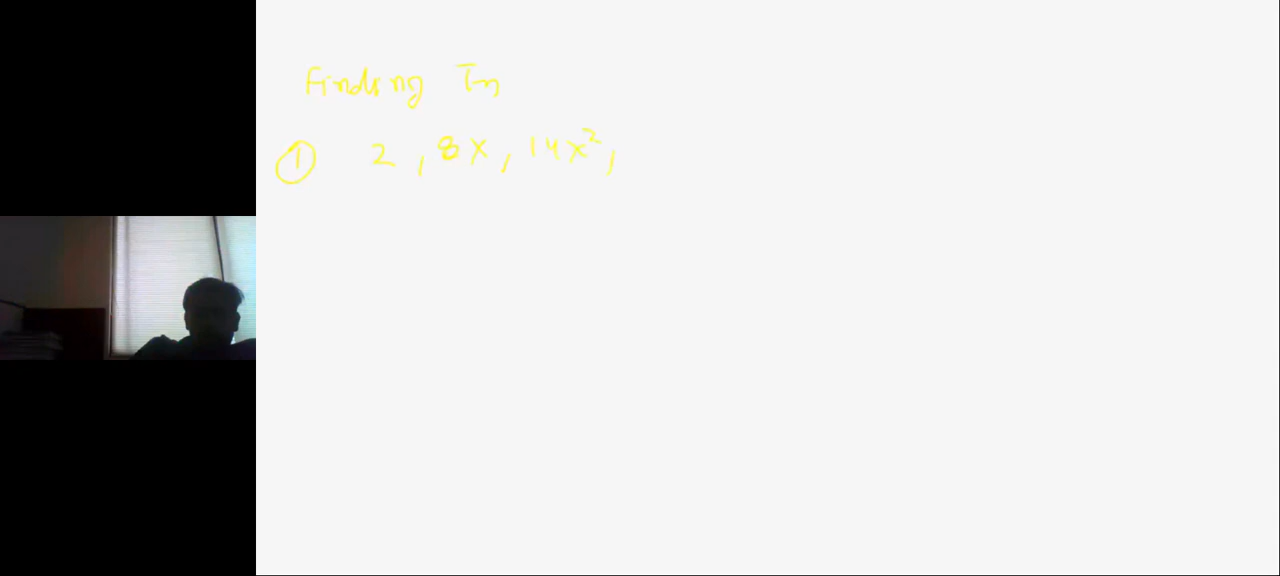 Finding Tn
① 2, 8x, 14x²,